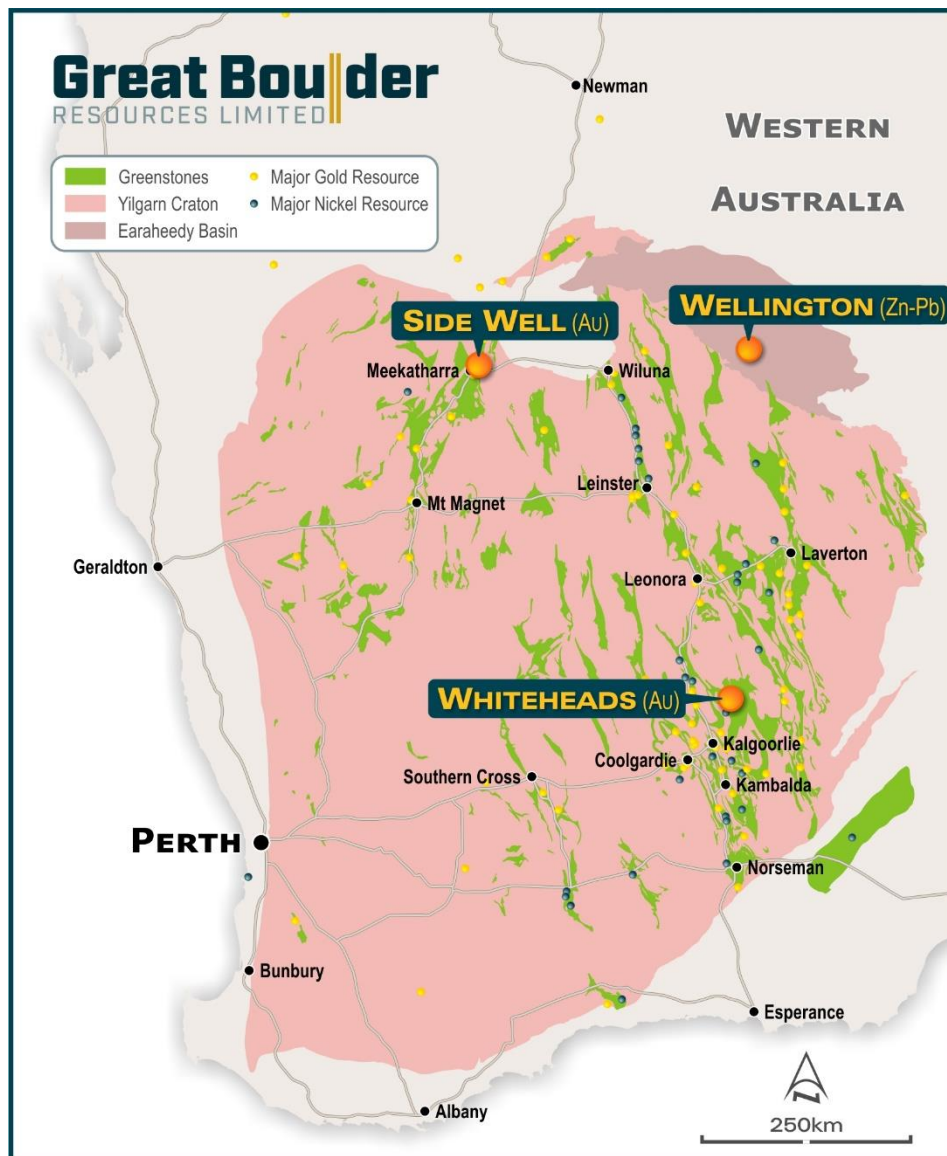 Great Boulder
RESOURCES LIMITED
Newman
WESTERN
AUSTRALIA
Greenstones
Major Gold Resource
Yilgarn Craton
Major Nickel Resource
Earaheedy Basin
SIDE WELL (AU)
WELLINGTON (Zn-Pb)
Meekatharra
Wiluna
Leinster
Mt Magnet
Geraldton
Laverton
Leonora
WHITEHEADS (AU)
Kalgoorlie
Coolgardie
Southern Cross
Kambalda
PERTH
Norseman
Bunbury
Esperance
Albany
N
250km